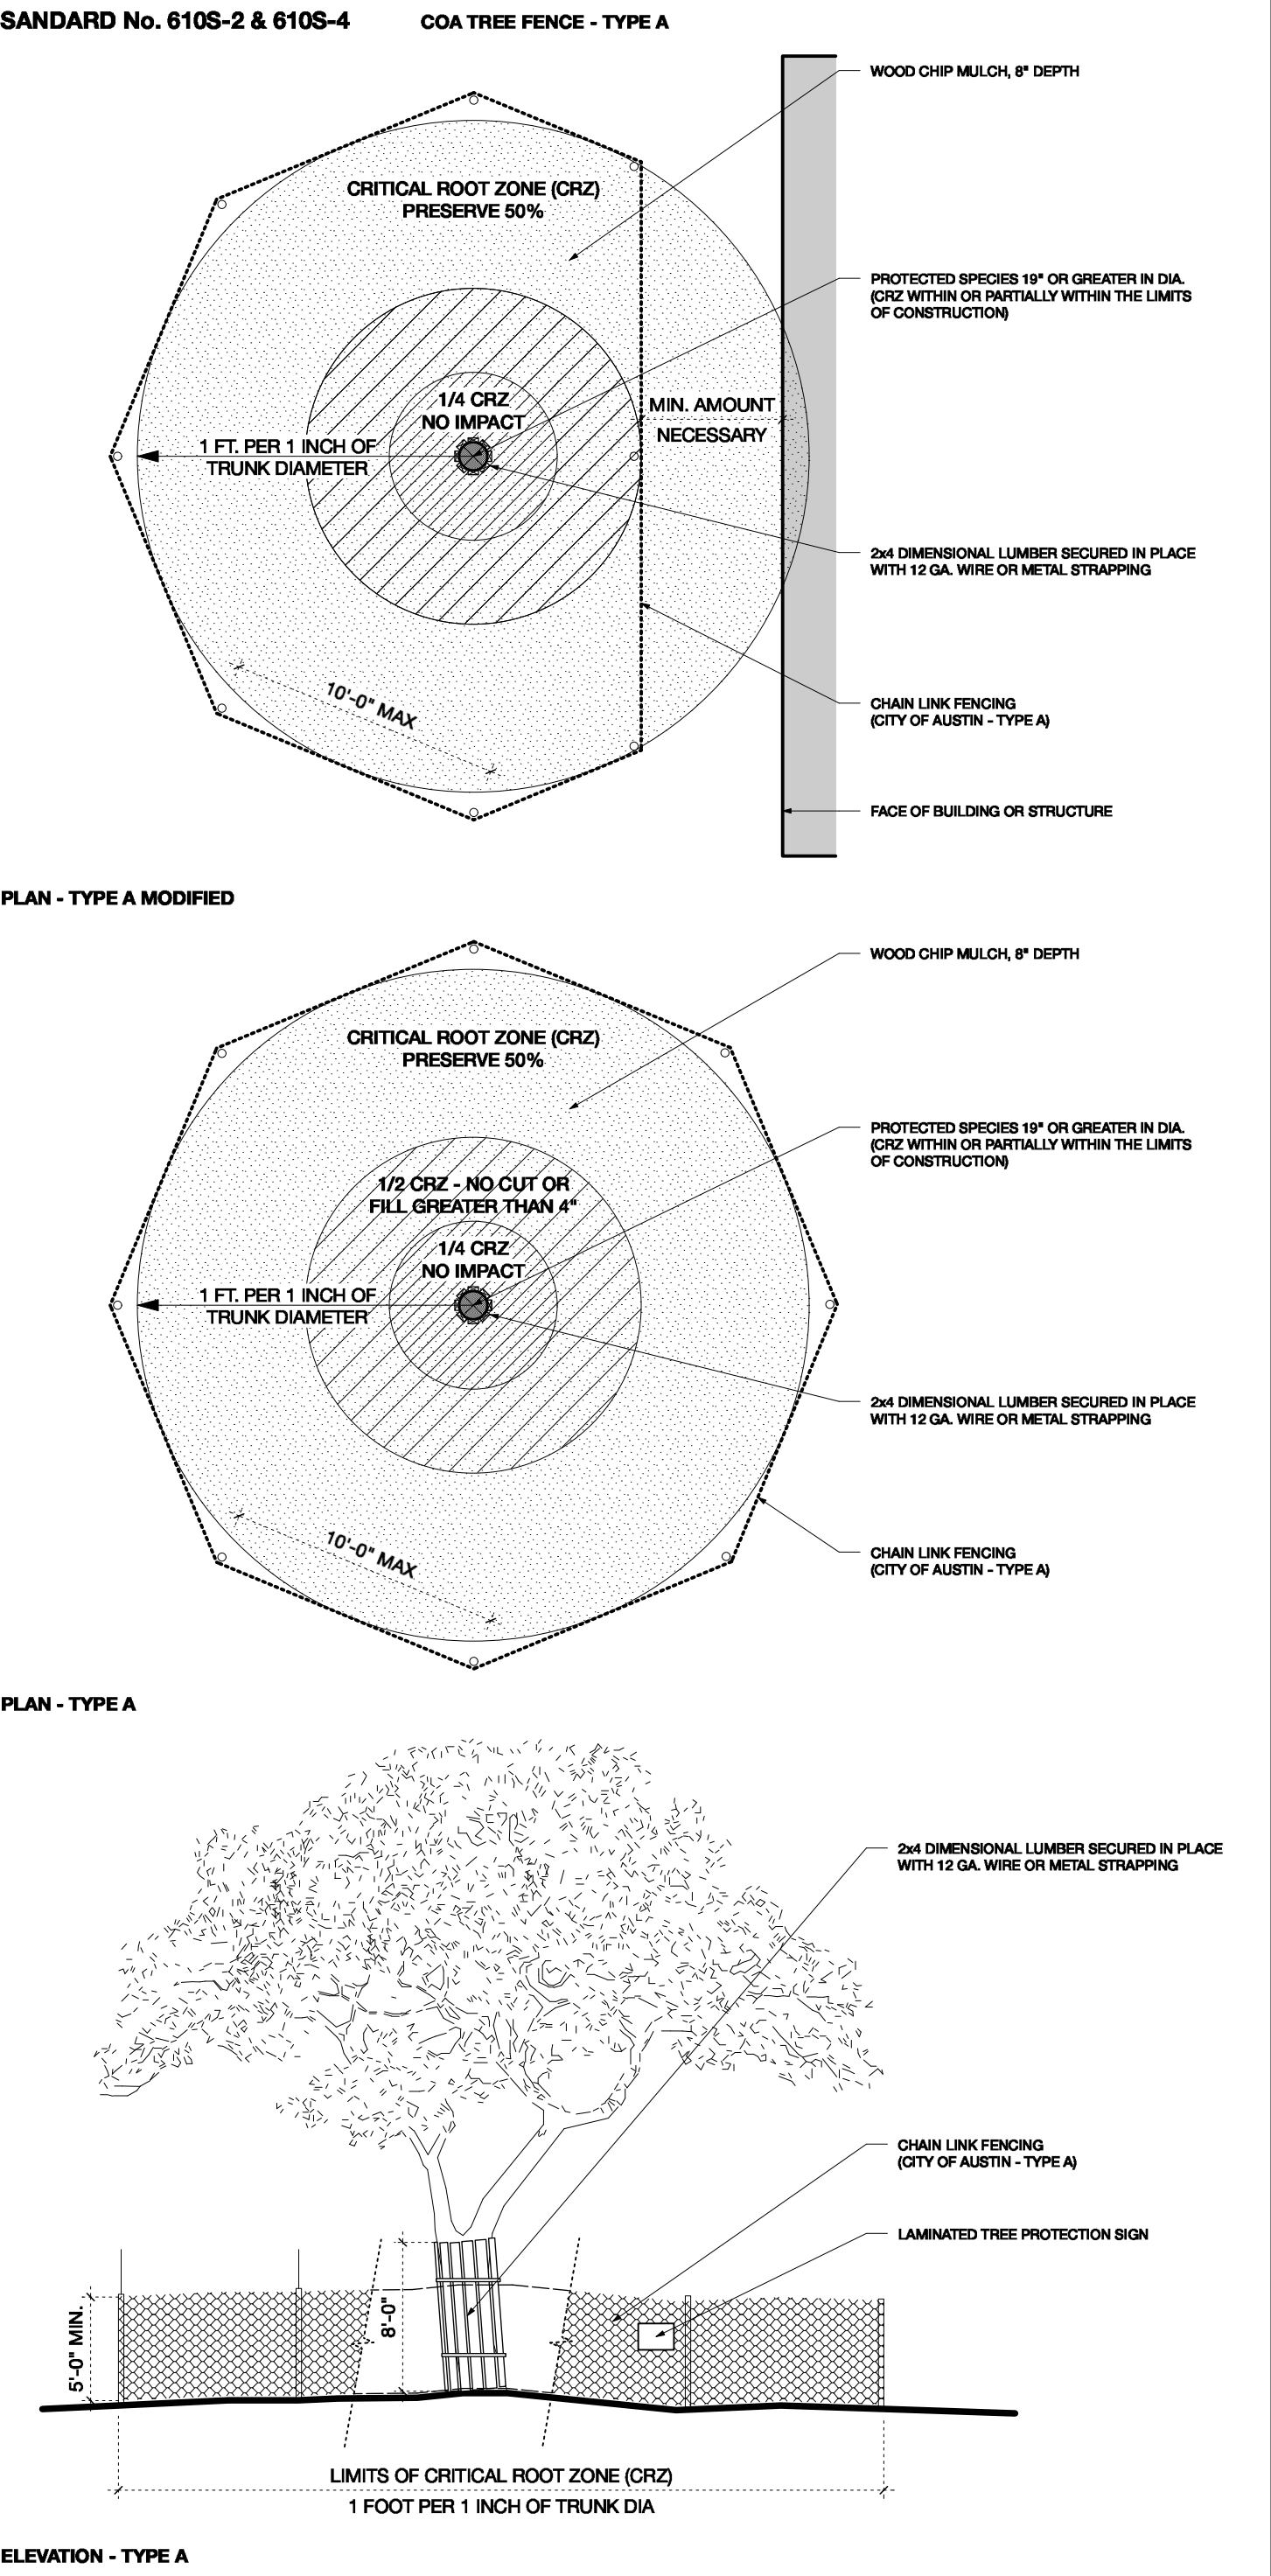 SANDARD No. 610S-2 & 610S-4
COA TREE FENCE - TYPE A
WOOD CHIP MULCH, 8" DEPTH
CRITICAL ROOT ZONE (CRZ)
PRESERVE 50%
PROTECTED SPECIES 19" OR GREATER IN DIA.
(CRZ WITHIN OR PARTIALLY WITHIN THE LIMITS
OF CONSTRUCTION)
1/4 CRZ
NO IMPACT
MIN. AMOUNT
NECESSARY
1 FT. PER 1 INCH OF
TRUNK DIAMETER
2x4 DIMENSIONAL LUMBER SECURED IN PLACE
WITH 12 GA. WIRE OR METAL STRAPPING
10'-0" MAX
CHAIN LINK FENCING
(CITY OF AUSTIN - TYPE A)
FACE OF BUILDING OR STRUCTURE
PLAN - TYPE A MODIFIED
WOOD CHIP MULCH, 8" DEPTH
CRITICAL ROOT ZONE (CRZ)
PRESERVE 50%
PROTECTED SPECIES 19" OR GREATER IN DIA.
(CRZ WITHIN OR PARTIALLY WITHIN THE LIMITS
OF CONSTRUCTION)
1/2 CRZ - NO CUT OR
FILL GREATER THAN 4"
1/4 CRZ
NO IMPACT
1 FT. PER 1 INCH OF
TRUNK DIAMETER
2x4 DIMENSIONAL LUMBER SECURED IN PLACE
WITH 12 GA. WIRE OR METAL STRAPPING
10'-0" MAX
CHAIN LINK FENCING
(CITY OF AUSTIN - TYPE A)
PLAN - TYPE A
2x4 DIMENSIONAL LUMBER SECURED IN PLACE
WITH 12 GA. WIRE OR METAL STRAPPING
CHAIN LINK FENCING
(CITY OF AUSTIN - TYPE A)
LAMINATED TREE PROTECTION SIGN
5'-0" MIN.
8'-0"
LIMITS OF CRITICAL ROOT ZONE (CRZ)
1 FOOT PER 1 INCH OF TRUNK DIA
ELEVATION - TYPE A